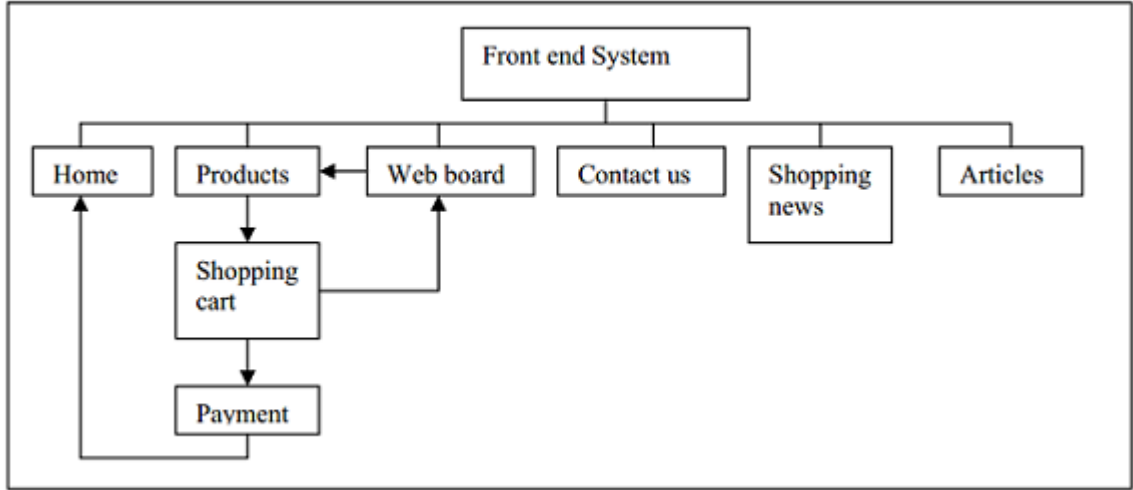 Front end System
Home
Products
Web board
Contact us
Shopping
news
Articles
Shopping
cart
Payment